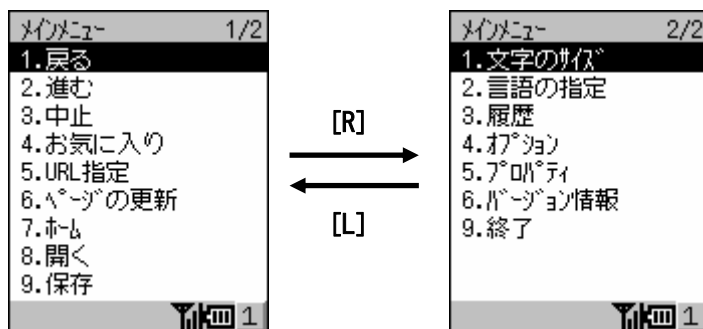 ﾒｲﾝﾒﾆｭｰ 1/2
1.戻る
2.進む
3.中止
4.お気に入り
5.URL指定
6.ﾍﾟｰｼﾞの更新
7.ﾎｰﾑ
8.開く
9.保存
1
[R]
[L]
ﾒｲﾝﾒﾆｭｰ 2/2
1.文字のｻｲｽﾞ
2.言語の指定
3.履歴
4.ｵﾌﾟｼｮﾝ
5.ﾌﾟﾛﾊﾟﾃｨ
6.ﾊﾞｰｼﾞｮﾝ情報
9.終了
1